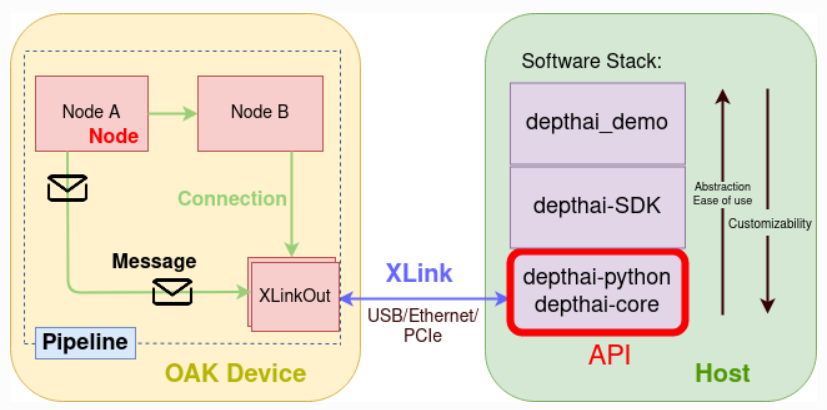 Node A
Node
Node B
Connection
Message
XLinkOut
Pipeline
OAK Device
XLink
USB/Ethernet/
PCIe
Software Stack:
depthai_demo
depthai-SDK
depthai-python
depthai-core
API
Abstraction
Ease of use
Customizability
Host